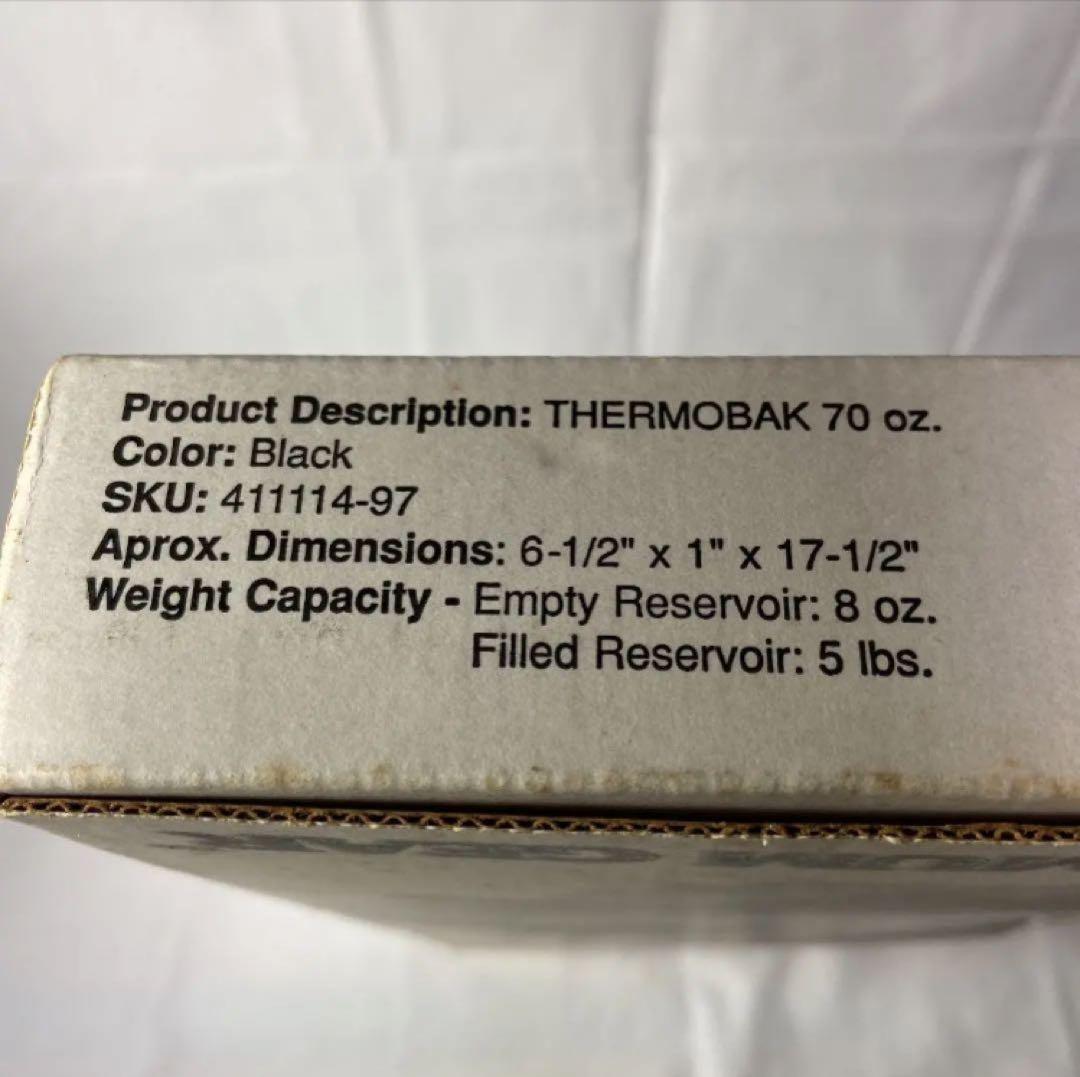 Product Description: THERMOBAK 70 oz.
Color: Black
SKU: 411114-97
Aprox. Dimensions: 6-1/2" x 1" x 17-1/2"
Weight Capacity - Empty Reservoir: 8 oz.
Filled Reservoir: 5 lbs.